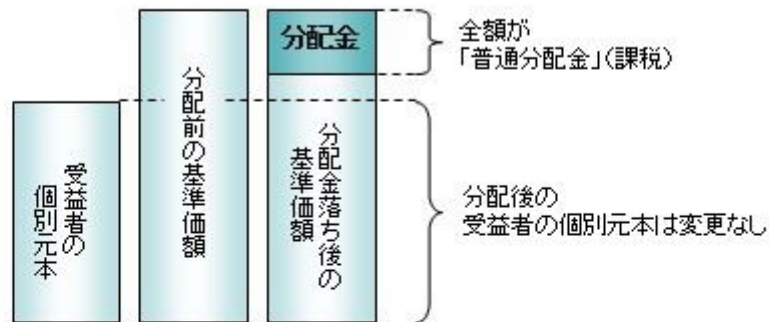 分配金
全額が
「普通分配金」(課税)
受益者の
個別元本
分配前の基準価額
分配金落ち後の
基準価額
分配後の
受益者の個別元本は変更なし